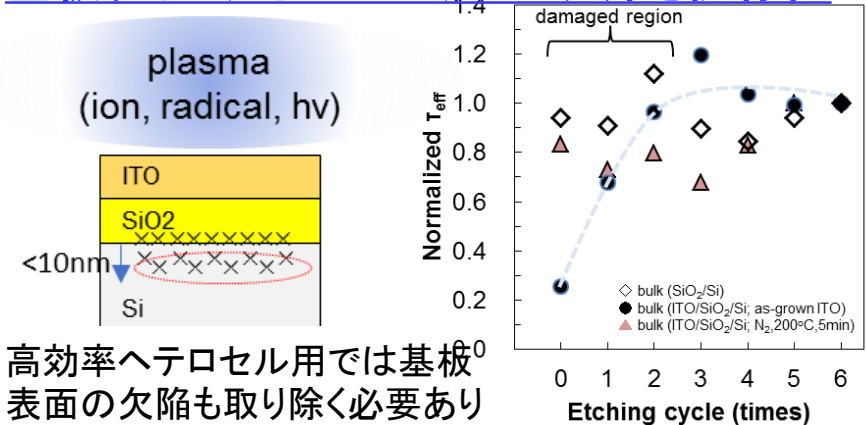 plasma
(ion, radical, hv)
ITO
SiO2
<10nm
Si
高効率ヘテロセル用では基板
表面の欠陥も取り除く必要あり
damaged region
Normalized τeff
1.4
1.2
1.0
0.8
0.6
0.4
0.2
0.0
bulk (SiO2/Si)
bulk (ITO/SiO2/Si; as-grown ITO)
bulk (ITO/SiO2/Si; N2,200°C,5min)
0 1 2 3 4 5 6
Etching cycle (times)